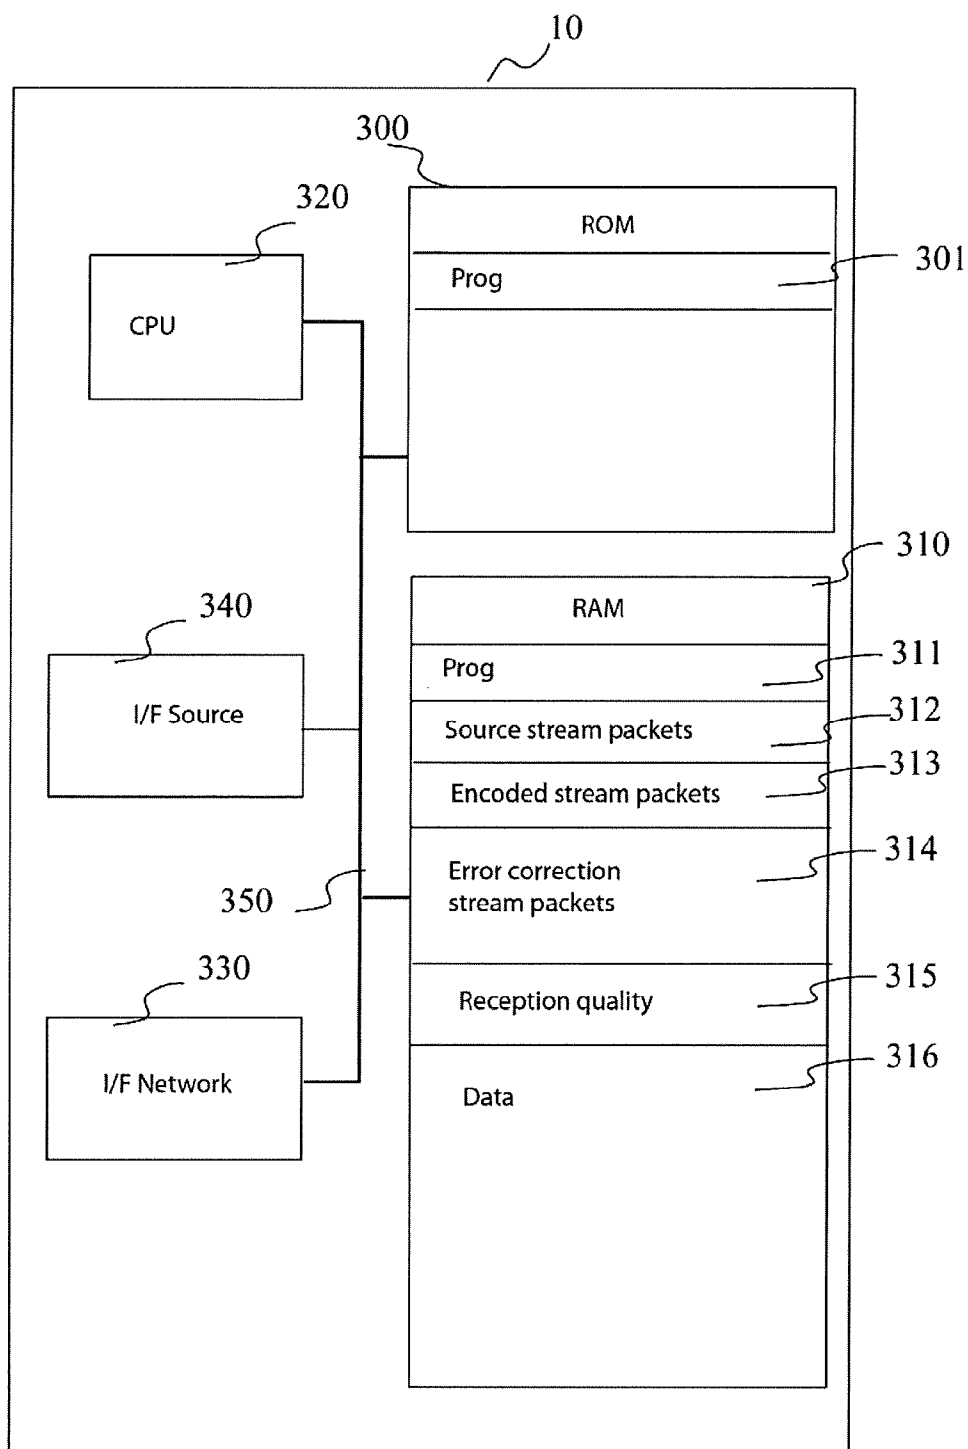 10
300
320
ROM
301
Prog
CPU
310
RAM
340
311
Prog
I/F Source
312
Source stream packets
313
Encoded stream packets
314
Error correction
stream packets
350
330
315
Reception quality
316
I/F Network
Data